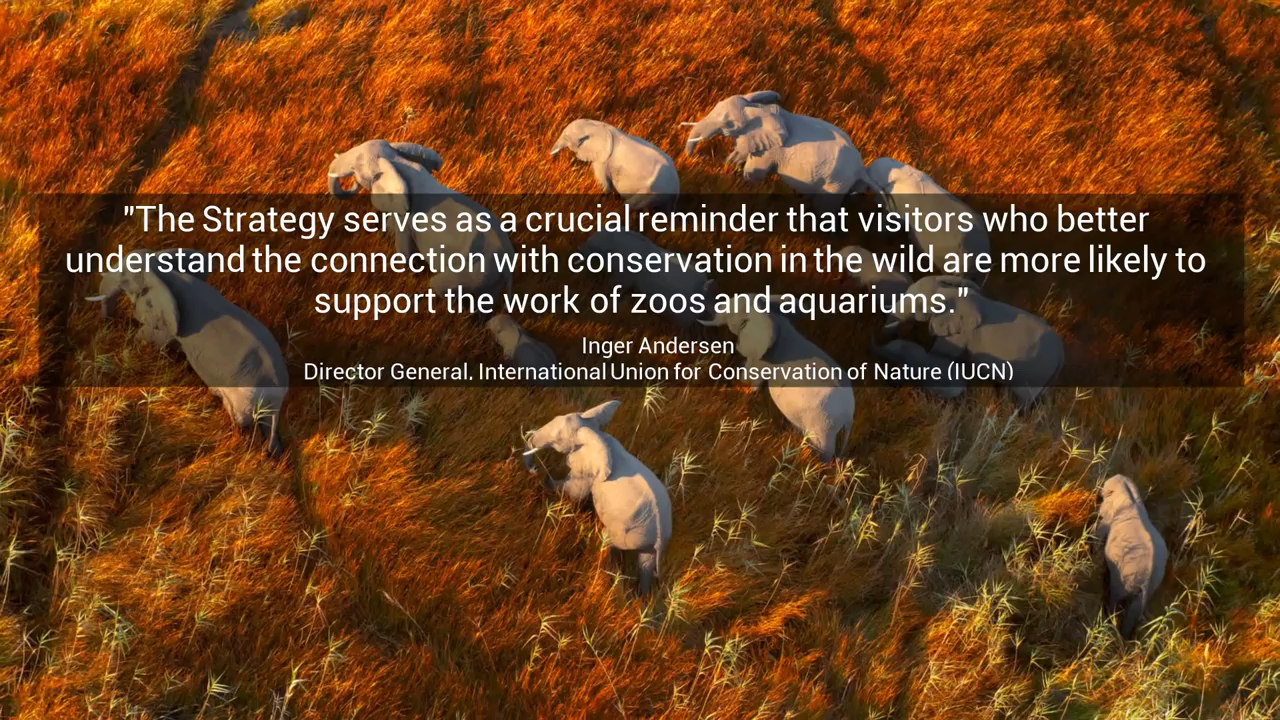 "The Strategy serves as a crucial reminder that visitors who better
understand the connection with conservation in the wild are more likely to
support the work of zoos and aquariums."
Inger Andersen
Director General, International Union for Conservation of Nature (IUCN)